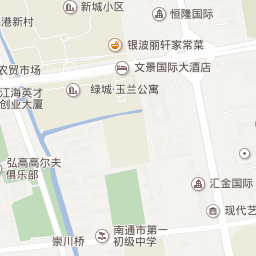 新城小区
恒隆国际
港新村
银波丽轩家常菜
农贸市场
文景国际大酒店
绿城·玉兰公寓
江海英才
创业大厦
弘高高尔夫
俱乐部
汇金国际
现代艺
南通市第一
初级中学
崇川桥